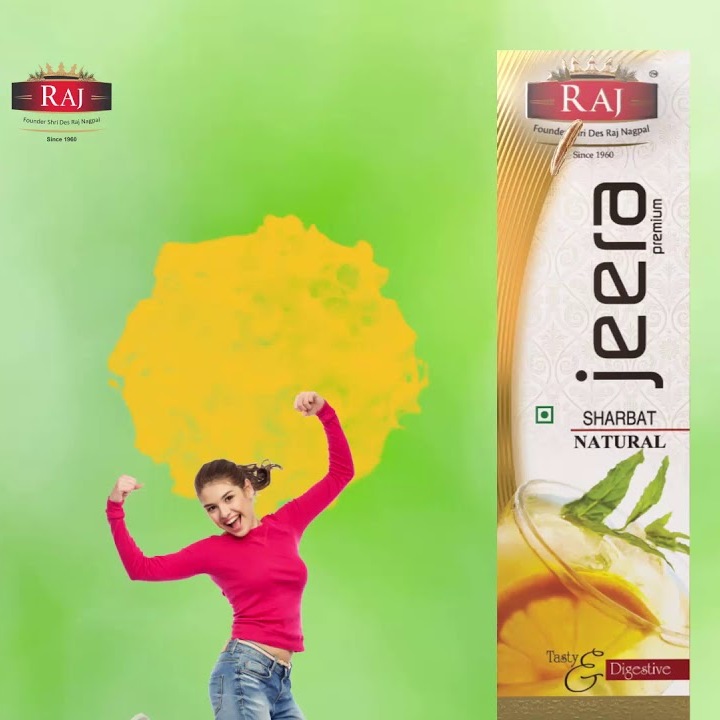 RAJ
Founder Shri Des Raj Nagpal
Since 1960
RAJ
TM
Founder Shri Des Raj Nagpal
Since 1960
jeera
premium
SHARBAT
NATURAL
Tasty & Digestive